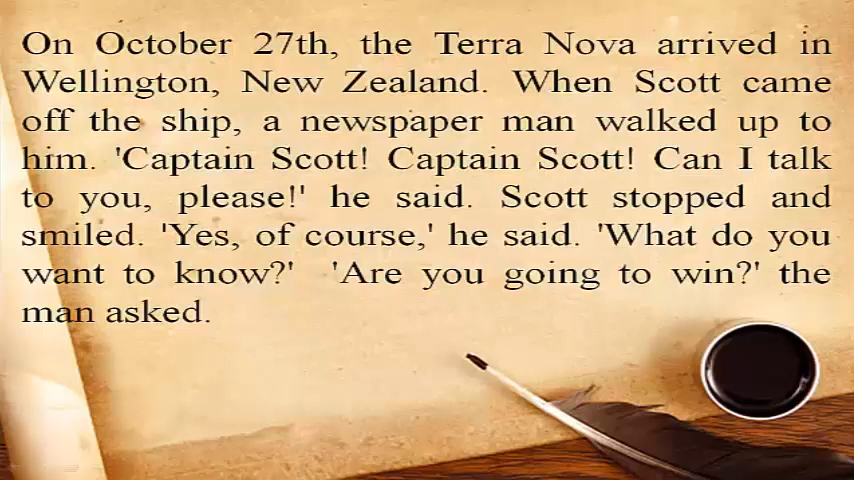 On October 27th, the Terra Nova arrived in
Wellington, New Zealand. When Scott came
off the ship, a newspaper man walked up to
him. 'Captain Scott! Captain Scott! Can I talk
to you, please!' he said. Scott stopped and
smiled. 'Yes, of course,' he said. 'What do you
want to know?' 'Are you going to win?' the
man asked.